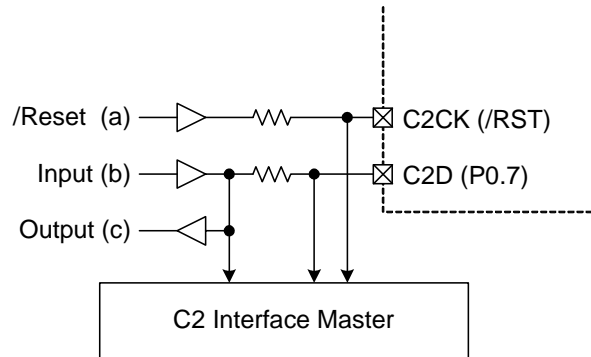 /Reset (a)
C2CK (/RST)
Input (b)
C2D (P0.7)
Output (c)
C2 Interface Master